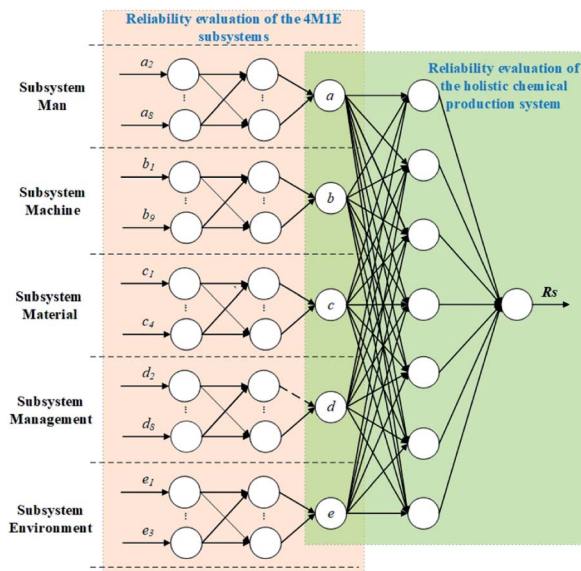 Reliability evaluation of the 4M1E
subsystems
Reliability evaluation of
the holistic chemical
production system
Subsystem
Man
a2
⋮ ⋮
a8
a
Subsystem
Machine
b1
⋮ ⋮
b9
b
Subsystem
Material
c1
⋮ ⋮
c4
c
Rs
Subsystem
Management
d2
⋮ ⋮
d8
d
Subsystem
Environment
e1
⋮ ⋮
e3
e